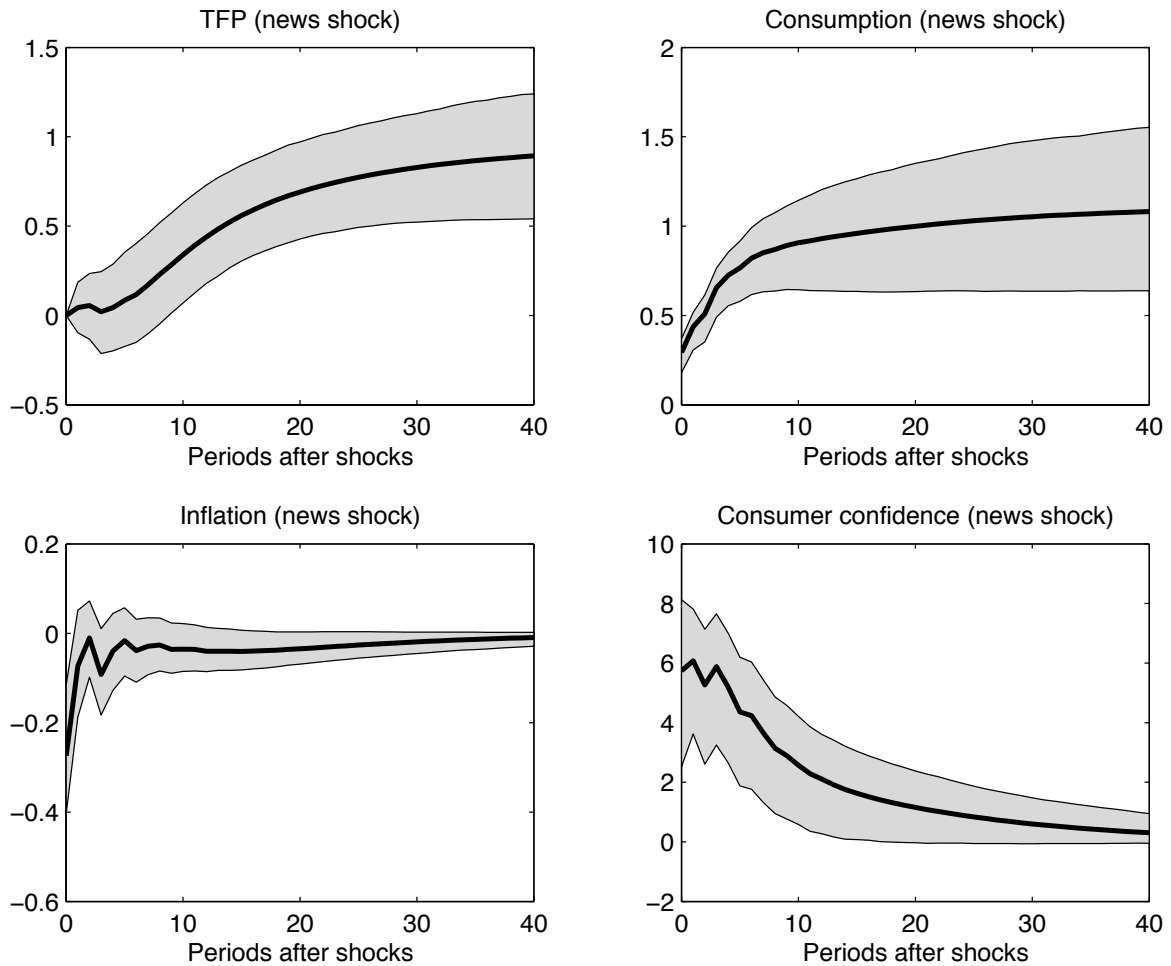 TFP (news shock)
1.5
1
0.5
0
−0.5
0 10 20 30 40
Periods after shocks
Consumption (news shock)
2
1.5
1
0.5
0
0 10 20 30 40
Periods after shocks
Inflation (news shock)
0.2
0
−0.2
−0.4
−0.6
0 10 20 30 40
Periods after shocks
Consumer confidence (news shock)
10
8
6
4
2
0
−2
0 10 20 30 40
Periods after shocks